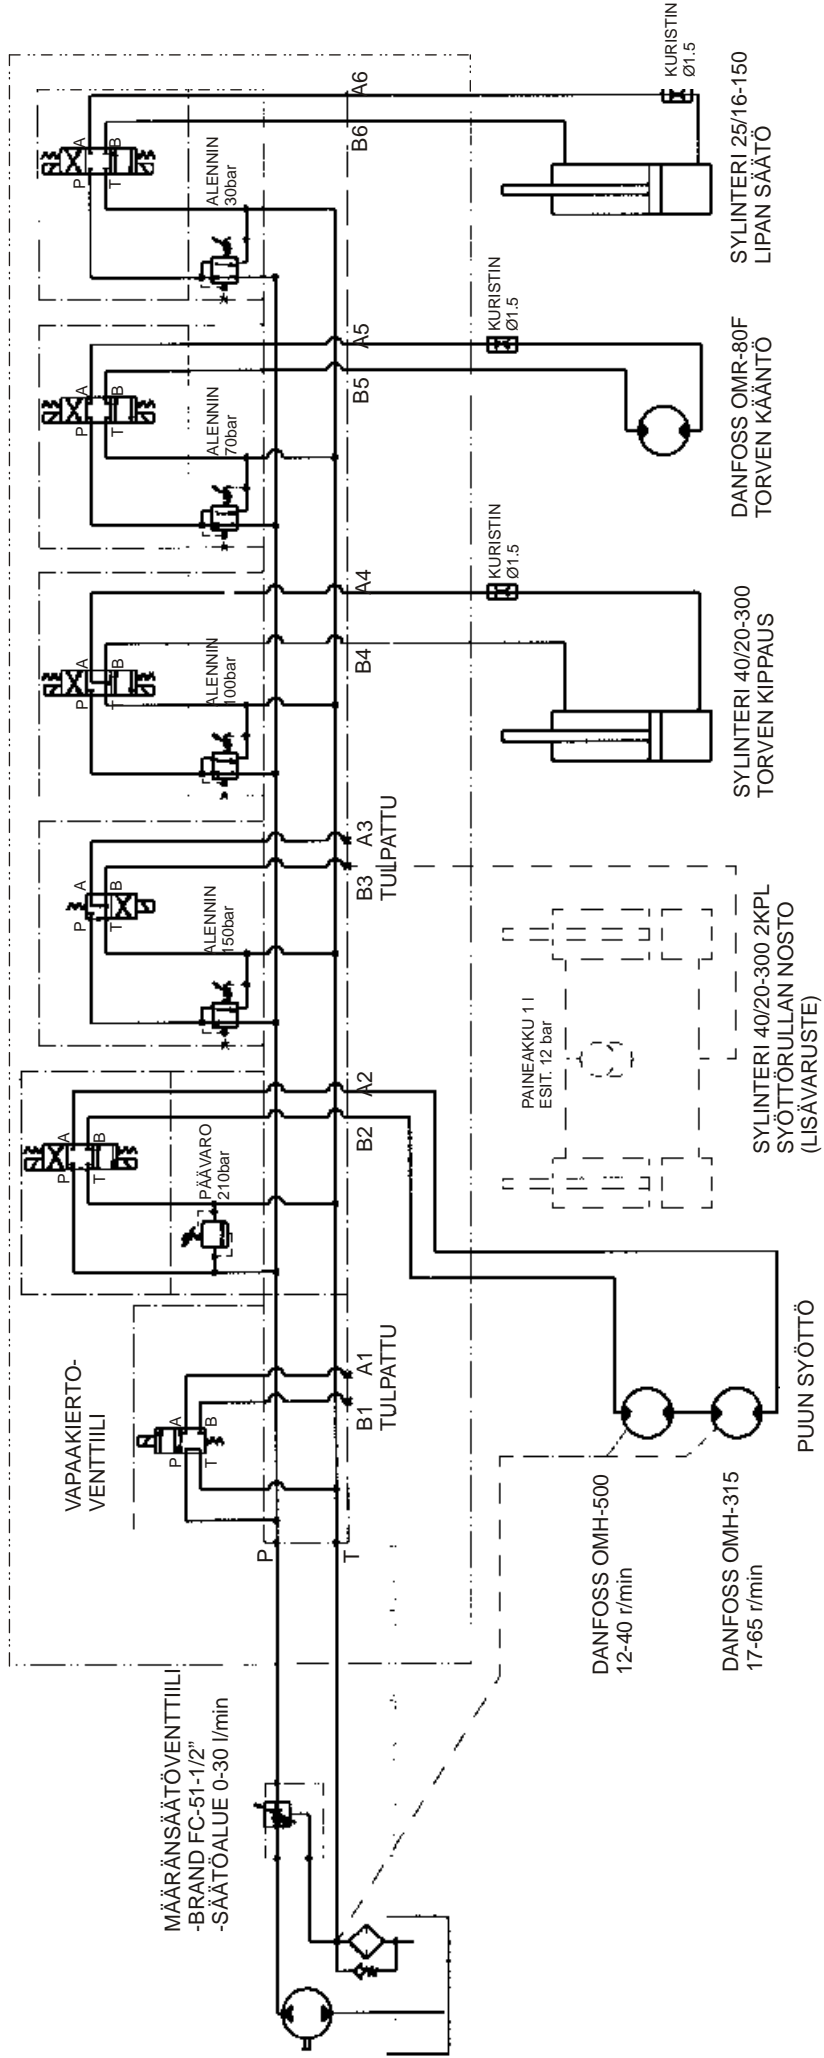 MÄÄRÄNSÄÄTÖVENTTIILI
-BRAND FC-51-1/2"
-SÄÄTÖALUE 0-30 l/min
P
T
VAPAAKIERTO-
VENTTIILI
P
A
T
B
B1
A1
TULPATTU
P
A
T
B
PÄÄVARO
210bar
B2
A2
P
A
T
B
ALENNIN
150bar
B3
A3
TULPATTU
P
A
T
B
ALENNIN
100bar
B4
A4
P
A
T
B
ALENNIN
70bar
B5
A5
P
A
T
B
ALENNIN
30bar
B6
A6
DANFOSS OMH-500
12-40 r/min
DANFOSS OMH-315
17-65 r/min
PUUN SYÖTTÖ
PAINEAKKU 1 l
ESIT. 12 bar
SYLINTERI 40/20-300 2KPL
SYÖTTÖRULLAN NOSTO
(LISÄVARUSTE)
KURISTIN
Ø1.5
SYLINTERI 40/20-300
TORVEN KIPPAUS
KURISTIN
Ø1.5
DANFOSS OMR-80F
TORVEN KÄÄNTÖ
KURISTIN
Ø1.5
SYLINTERI 25/16-150
LIPAN SÄÄTÖ